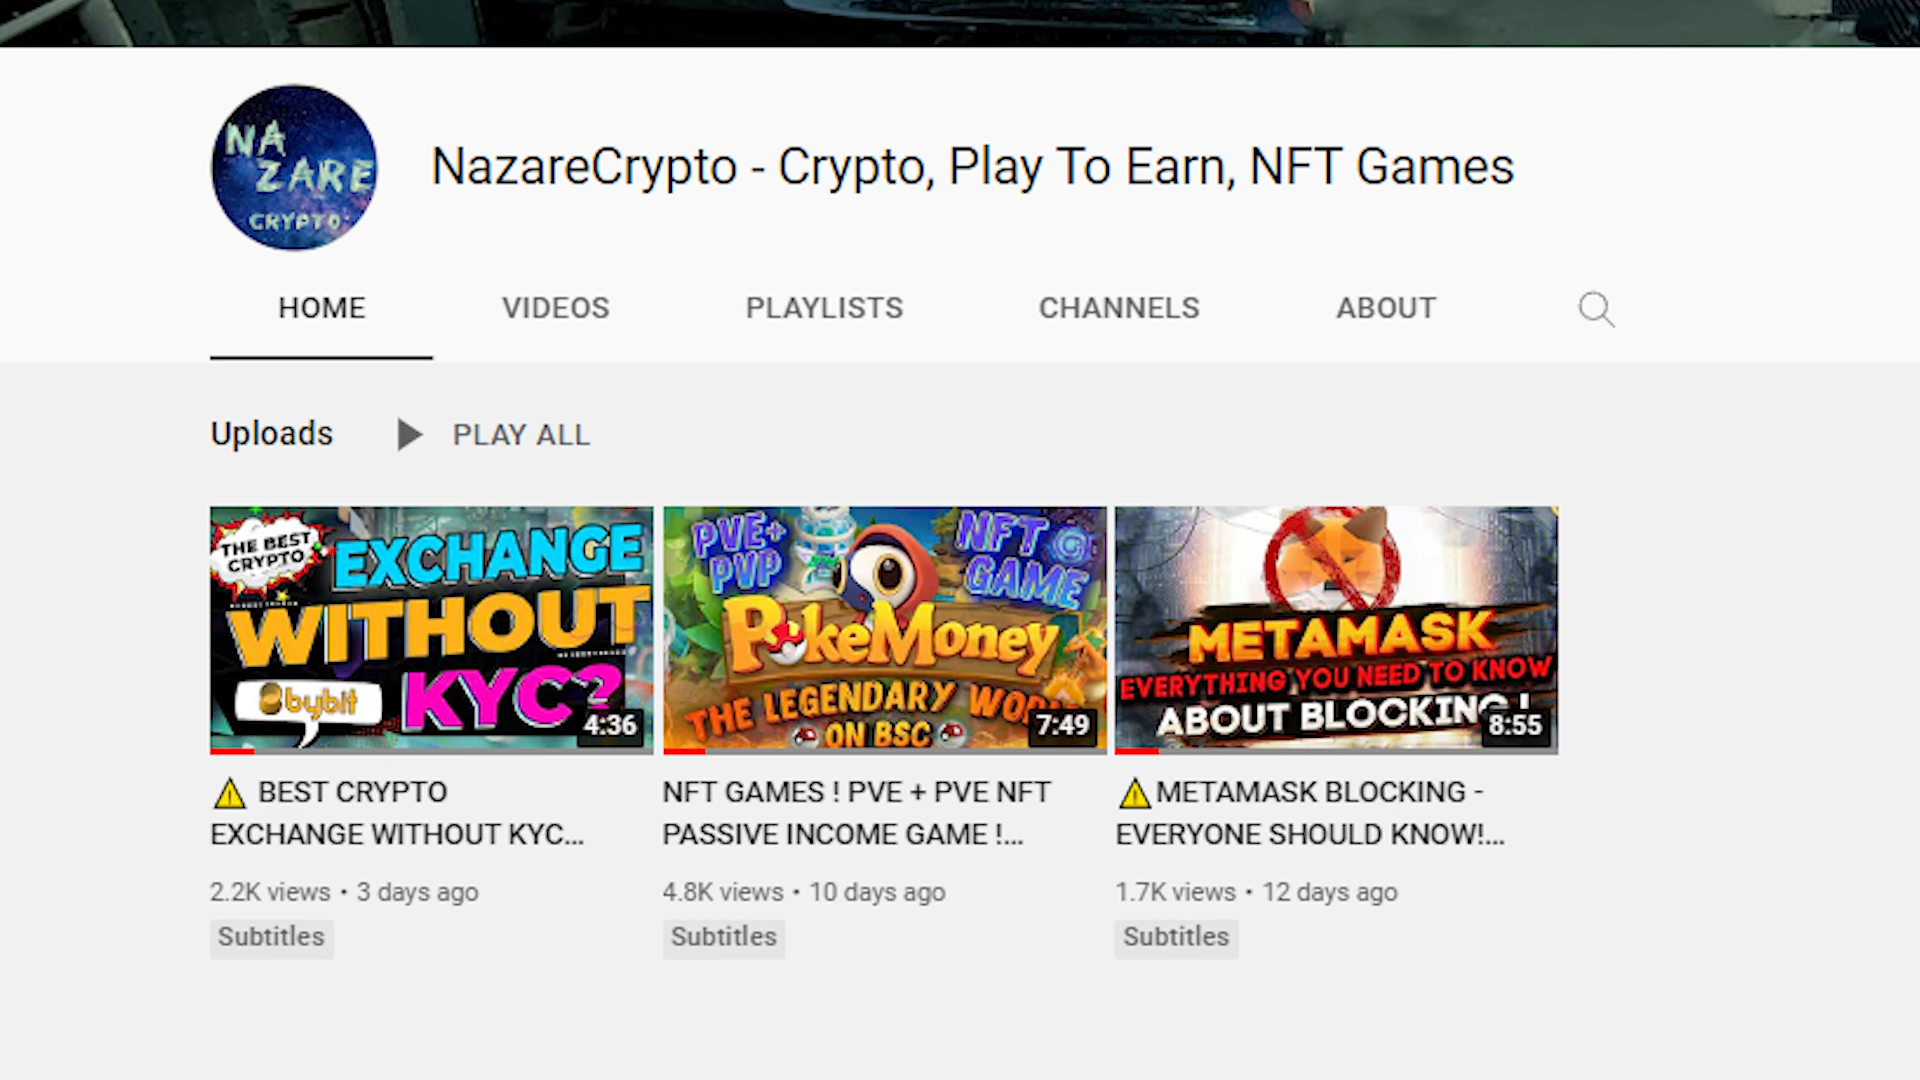 NA
ZARE
CRYPTO
NazareCrypto - Crypto, Play To Earn, NFT Games
HOME VIDEOS PLAYLISTS CHANNELS ABOUT
Uploads PLAY ALL
THE BEST
CRYPTO
EXCHANGE
WITHOUT
KYC?
bybit
4:36
PVE+
PVP
NFT
GAME
PokeMoney
THE LEGENDARY
ON BSC
7:49
METAMASK
EVERYTHING YOU NEED TO KNOW
ABOUT BLOCKING !
8:55
⚠ BEST CRYPTO
EXCHANGE WITHOUT KYC...
2.2K views • 3 days ago
Subtitles
NFT GAMES ! PVE + PVE NFT
PASSIVE INCOME GAME !...
4.8K views • 10 days ago
Subtitles
⚠METAMASK BLOCKING -
EVERYONE SHOULD KNOW!...
1.7K views • 12 days ago
Subtitles